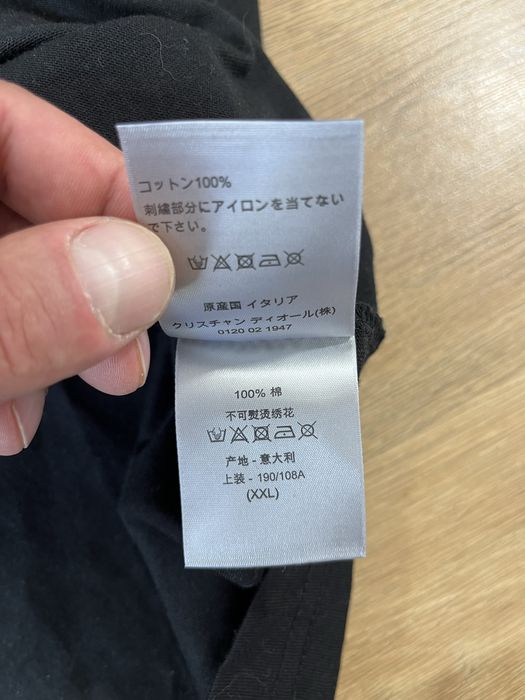 コットン100%
刺繍部分にアイロンを当てない
で下さい。
原産国 イタリア
クリスチャン ディオール(株)
0120 02 1947
100% 棉
不可熨烫绣花
产地 - 意大利
上装 - 190/108A
(XXL)